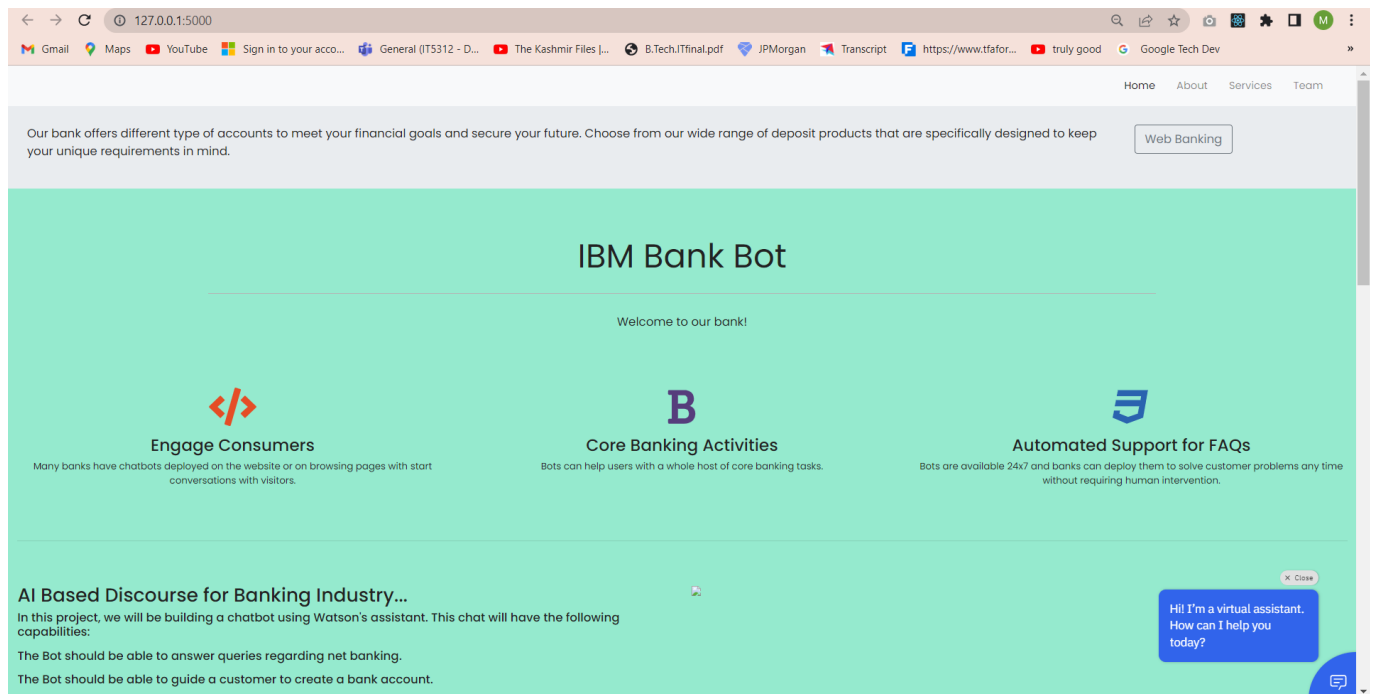 127.0.0.1:5000
M
Gmail Maps YouTube Sign in to your acco... General (IT5312 - D... The Kashmir Files |... B.Tech.ITfinal.pdf JPMorgan Transcript https://www.tfafor... truly good Google Tech Dev »
Home About Services Team
Our bank offers different type of accounts to meet your financial goals and secure your future. Choose from our wide range of deposit products that are specifically designed to keep
your unique requirements in mind.
Web Banking
IBM Bank Bot
Welcome to our bank!
Engage Consumers
Many banks have chatbots deployed on the website or on browsing pages with start
conversations with visitors.
B
Core Banking Activities
Bots can help users with a whole host of core banking tasks.
Automated Support for FAQs
Bots are available 24x7 and banks can deploy them to solve customer problems any time
without requiring human intervention.
AI Based Discourse for Banking Industry...
In this project, we will be building a chatbot using Watson's assistant. This chat will have the following
capabilities:
The Bot should be able to answer queries regarding net banking.
The Bot should be able to guide a customer to create a bank account.
× Close
Hi! I'm a virtual assistant.
How can I help you
today?